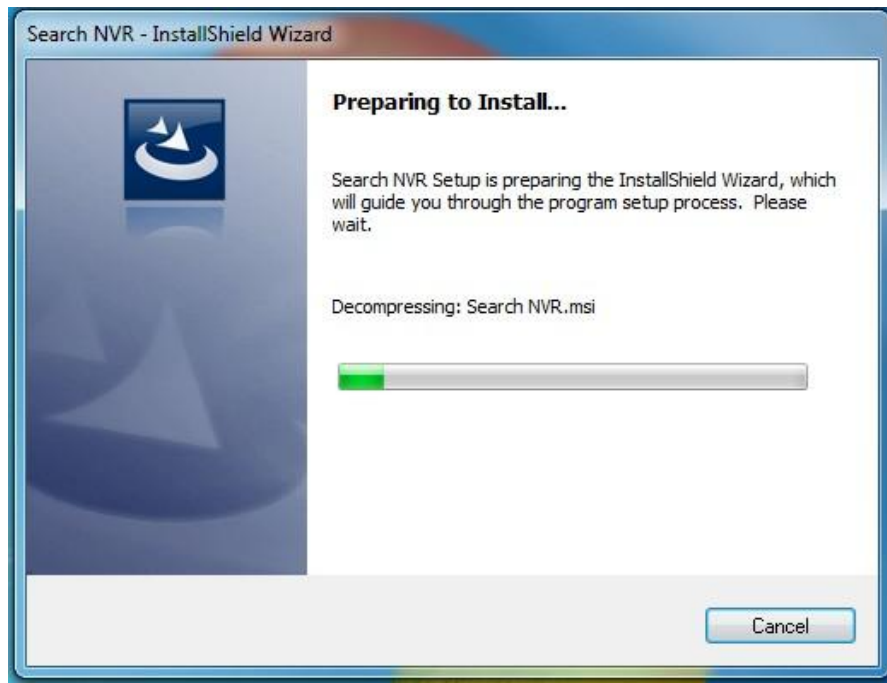 Search NVR - InstallShield Wizard
Preparing to Install...
Search NVR Setup is preparing the InstallShield Wizard, which
will guide you through the program setup process.  Please
wait.
Decompressing: Search NVR.msi
Cancel